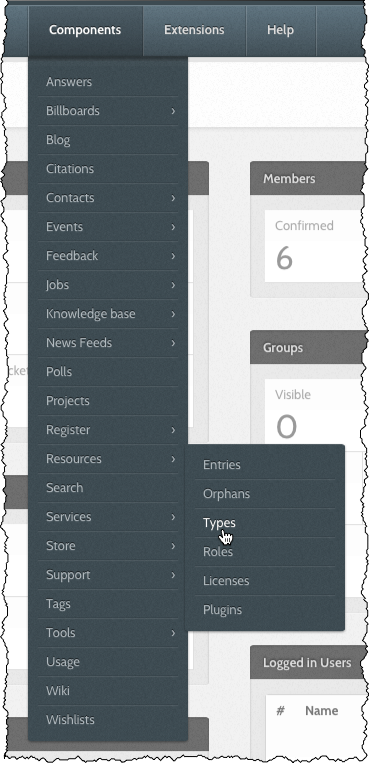 Components Extensions Help
Answers
Billboards ›
Blog
Citations
Contacts ›
Events ›
Feedback ›
Jobs ›
Knowledge base ›
News Feeds ›
Polls
Projects
Register ›
Resources ›
Search
Services ›
Store ›
Support ›
Tags
Tools ›
Usage
Wiki
Wishlists
Entries
Orphans
Types
Roles
Licenses
Plugins
Members
Confirmed
6
Groups
Visible
0
Logged in Users
# Name